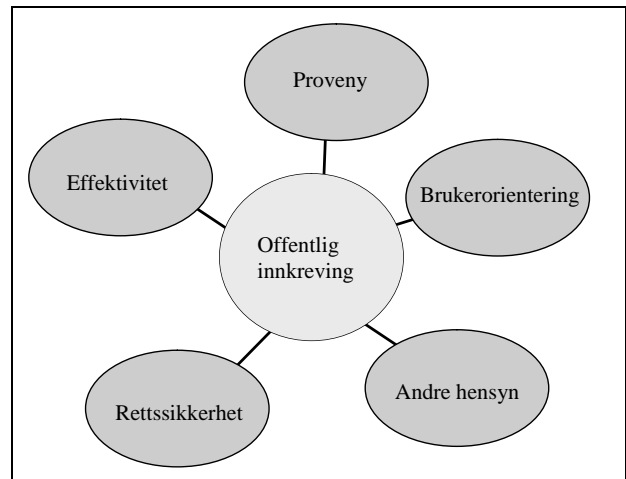 Proveny
Effektivitet
Brukerorientering
Offentlig
innkreving
Rettssikkerhet
Andre hensyn